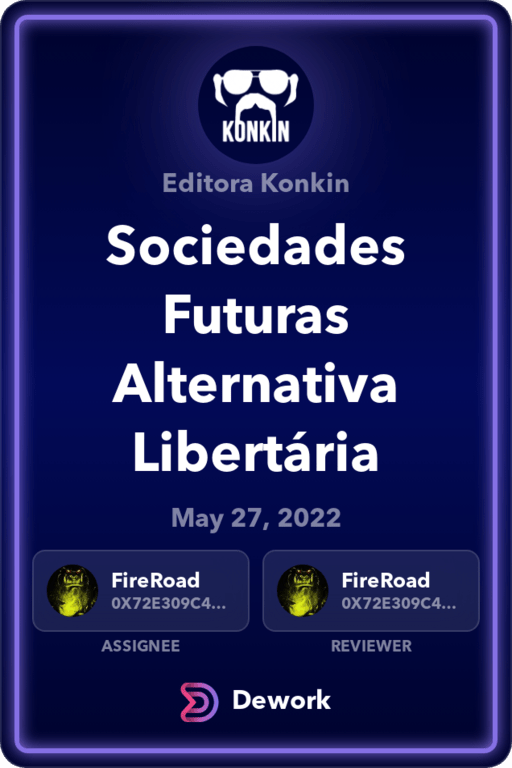 KONKIN
Editora Konkin
Sociedades
Futuras
Alternativa
Libertária
May 27, 2022
FireRoad
0X72E309C4...
FireRoad
0X72E309C4...
ASSIGNEE
REVIEWER
Dework